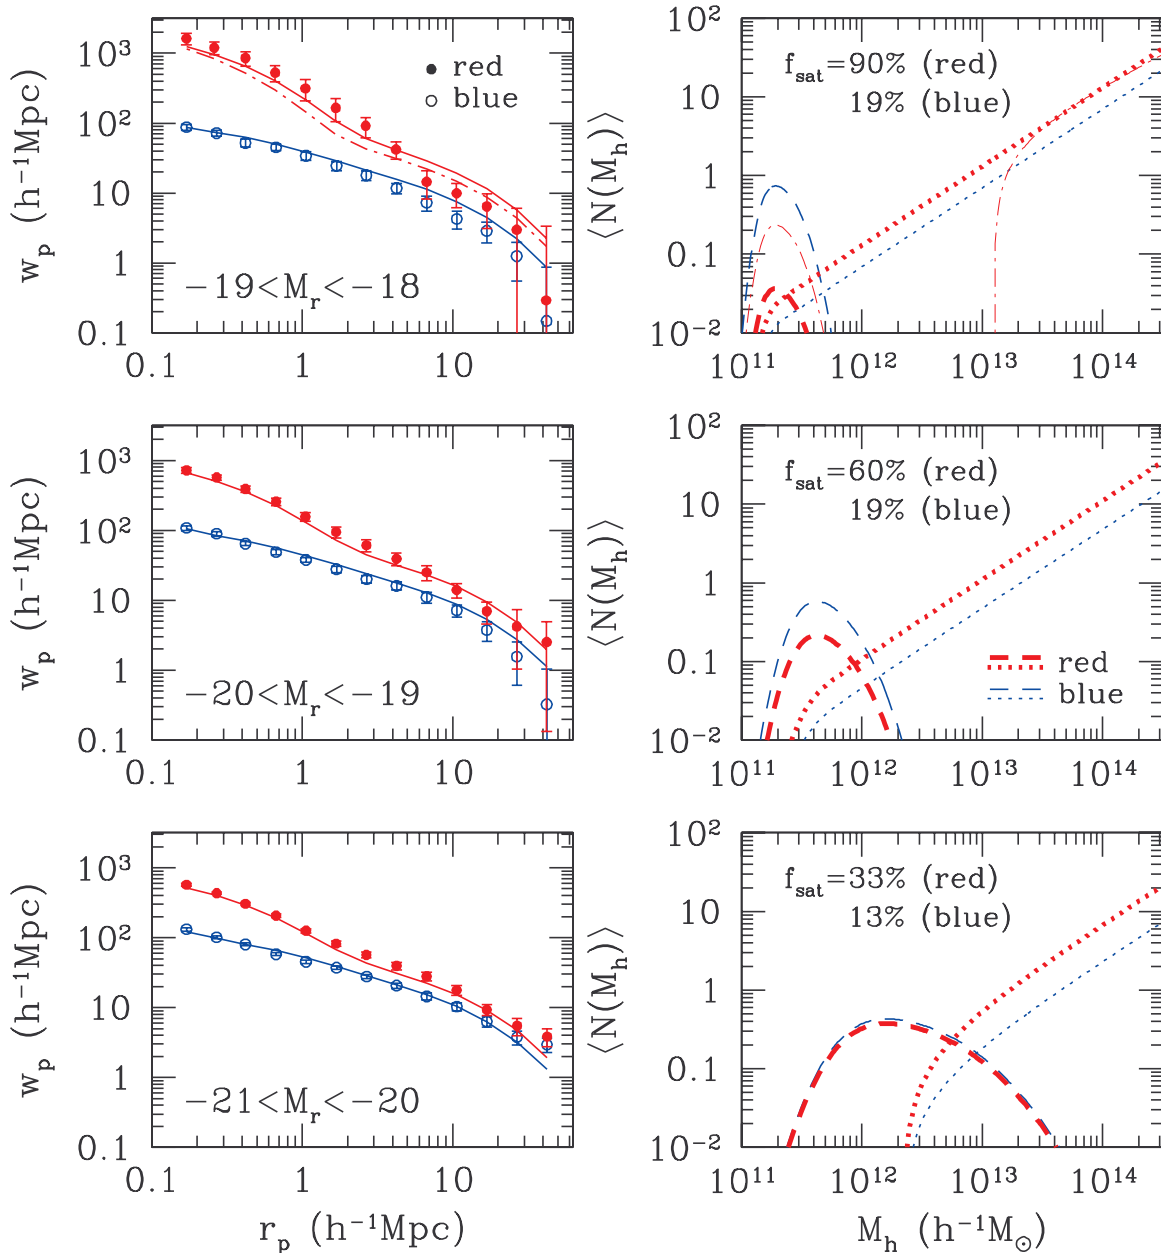 w_p (h⁻¹Mpc)
10³
10²
10
1
0.1
red
blue
−19<M_r<−18
0.1 1 10
⟨N(M_h)⟩
10²
10
1
0.1
10⁻²
f_sat=90% (red)
19% (blue)
10¹¹ 10¹² 10¹³ 10¹⁴
w_p (h⁻¹Mpc)
10³
10²
10
1
0.1
−20<M_r<−19
0.1 1 10
⟨N(M_h)⟩
10²
10
1
0.1
10⁻²
f_sat=60% (red)
19% (blue)
red
blue
10¹¹ 10¹² 10¹³ 10¹⁴
w_p (h⁻¹Mpc)
10³
10²
10
1
0.1
−21<M_r<−20
0.1 1 10
r_p (h⁻¹Mpc)
⟨N(M_h)⟩
10²
10
1
0.1
10⁻²
f_sat=33% (red)
13% (blue)
10¹¹ 10¹² 10¹³ 10¹⁴
M_h (h⁻¹M_⊙)